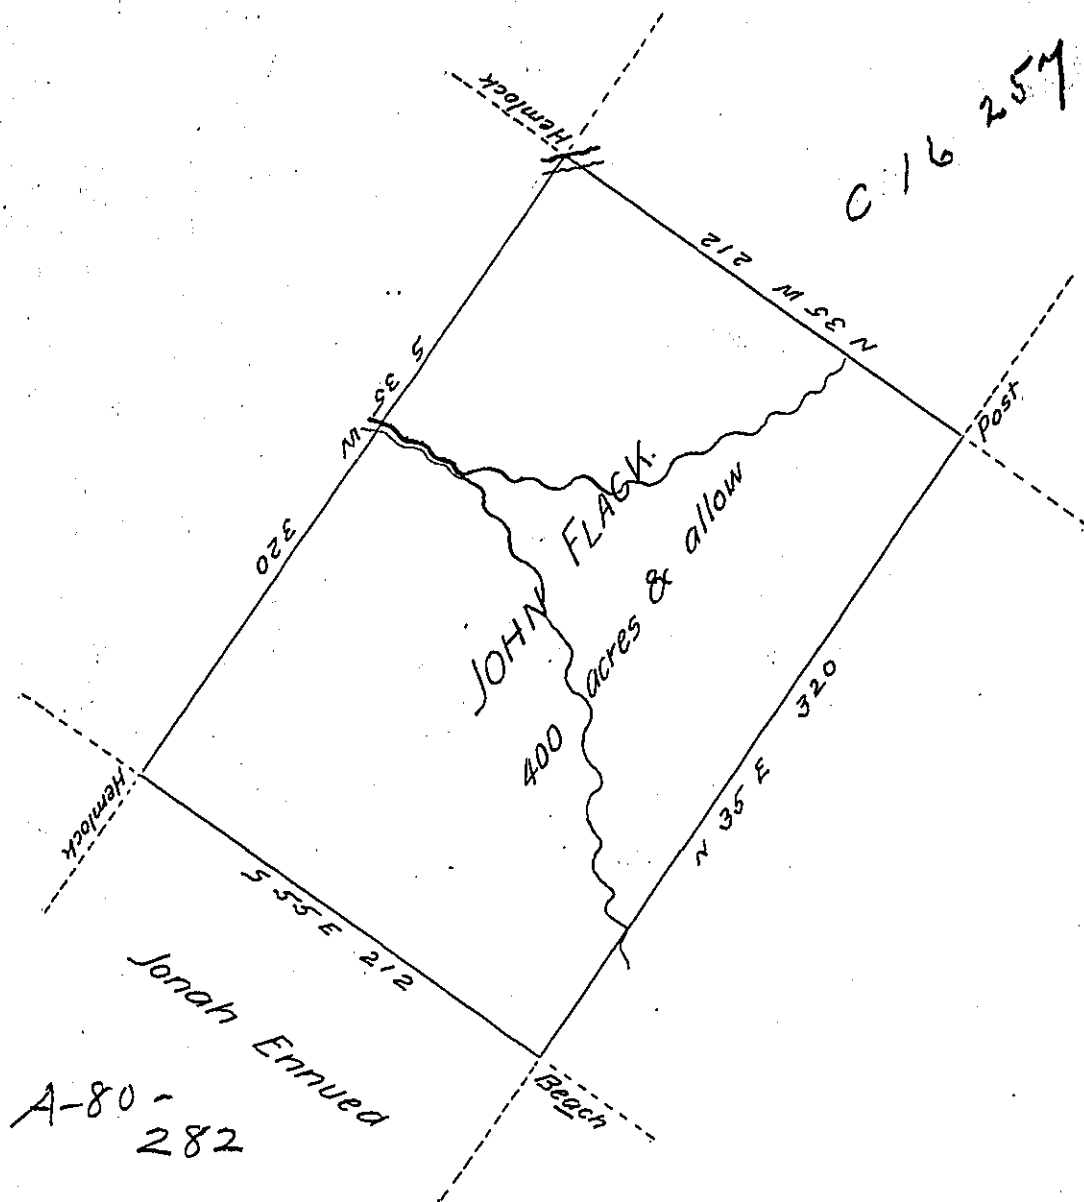 Hemlock
C 16 257
N 35 W 212
Post
S 35 W 320
JOHN FLACK.
400 acres & allow
N 35 E 320
Hemlock
S 55 E 212
Jonah Ennued
Beach
A-80-
282